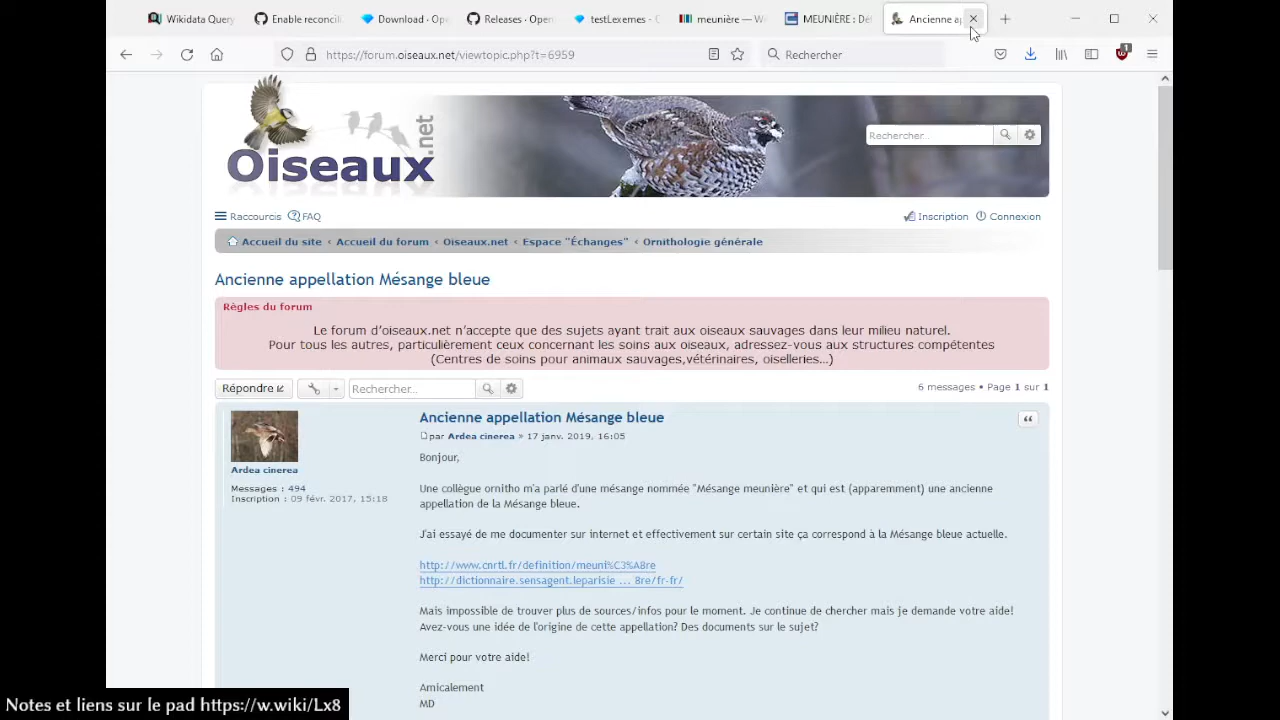 Wikidata Query
Enable reconcili
Download · Ope
Releases · Open
testLexemes - O
meunière — W
MEUNIÈRE : Dé
Ancienne ap
https://forum.oiseaux.net/viewtopic.php?t=6959
Rechercher
1
Oiseaux.net
Rechercher…
Raccourcis
FAQ
Inscription
Connexion
Accueil du site ‹ Accueil du forum ‹ Oiseaux.net ‹ Espace "Échanges" ‹ Ornithologie générale
Ancienne appellation Mésange bleue
Règles du forum
Le forum d’oiseaux.net n’accepte que des sujets ayant trait aux oiseaux sauvages dans leur milieu naturel.
Pour tous les autres, particulièrement ceux concernant les soins aux oiseaux, adressez-vous aux structures compétentes
(Centres de soins pour animaux sauvages,vétérinaires, oiselleries...)
Répondre
Rechercher…
6 messages • Page 1 sur 1
Ancienne appellation Mésange bleue
par Ardea cinerea » 17 janv. 2019, 16:05
Ardea cinerea
Messages : 494
Inscription : 09 févr. 2017, 15:18
Bonjour,
Une collègue ornitho m'a parlé d'une mésange nommée "Mésange meunière" et qui est (apparemment) une ancienne
appellation de la Mésange bleue.
J'ai essayé de me documenter sur internet et effectivement sur certain site ça correspond à la Mésange bleue actuelle.
http://www.cnrtl.fr/definition/meuni%C3%A8re
http://dictionnaire.sensagent.leparisie ... 8re/fr-fr/
Mais impossible de trouver plus de sources/infos pour le moment. Je continue de chercher mais je demande votre aide!
Avez-vous une idée de l'origine de cette appellation? Des documents sur le sujet?
Merci pour votre aide!
Amicalement
MD
Notes et liens sur le pad https://w.wiki/Lx8